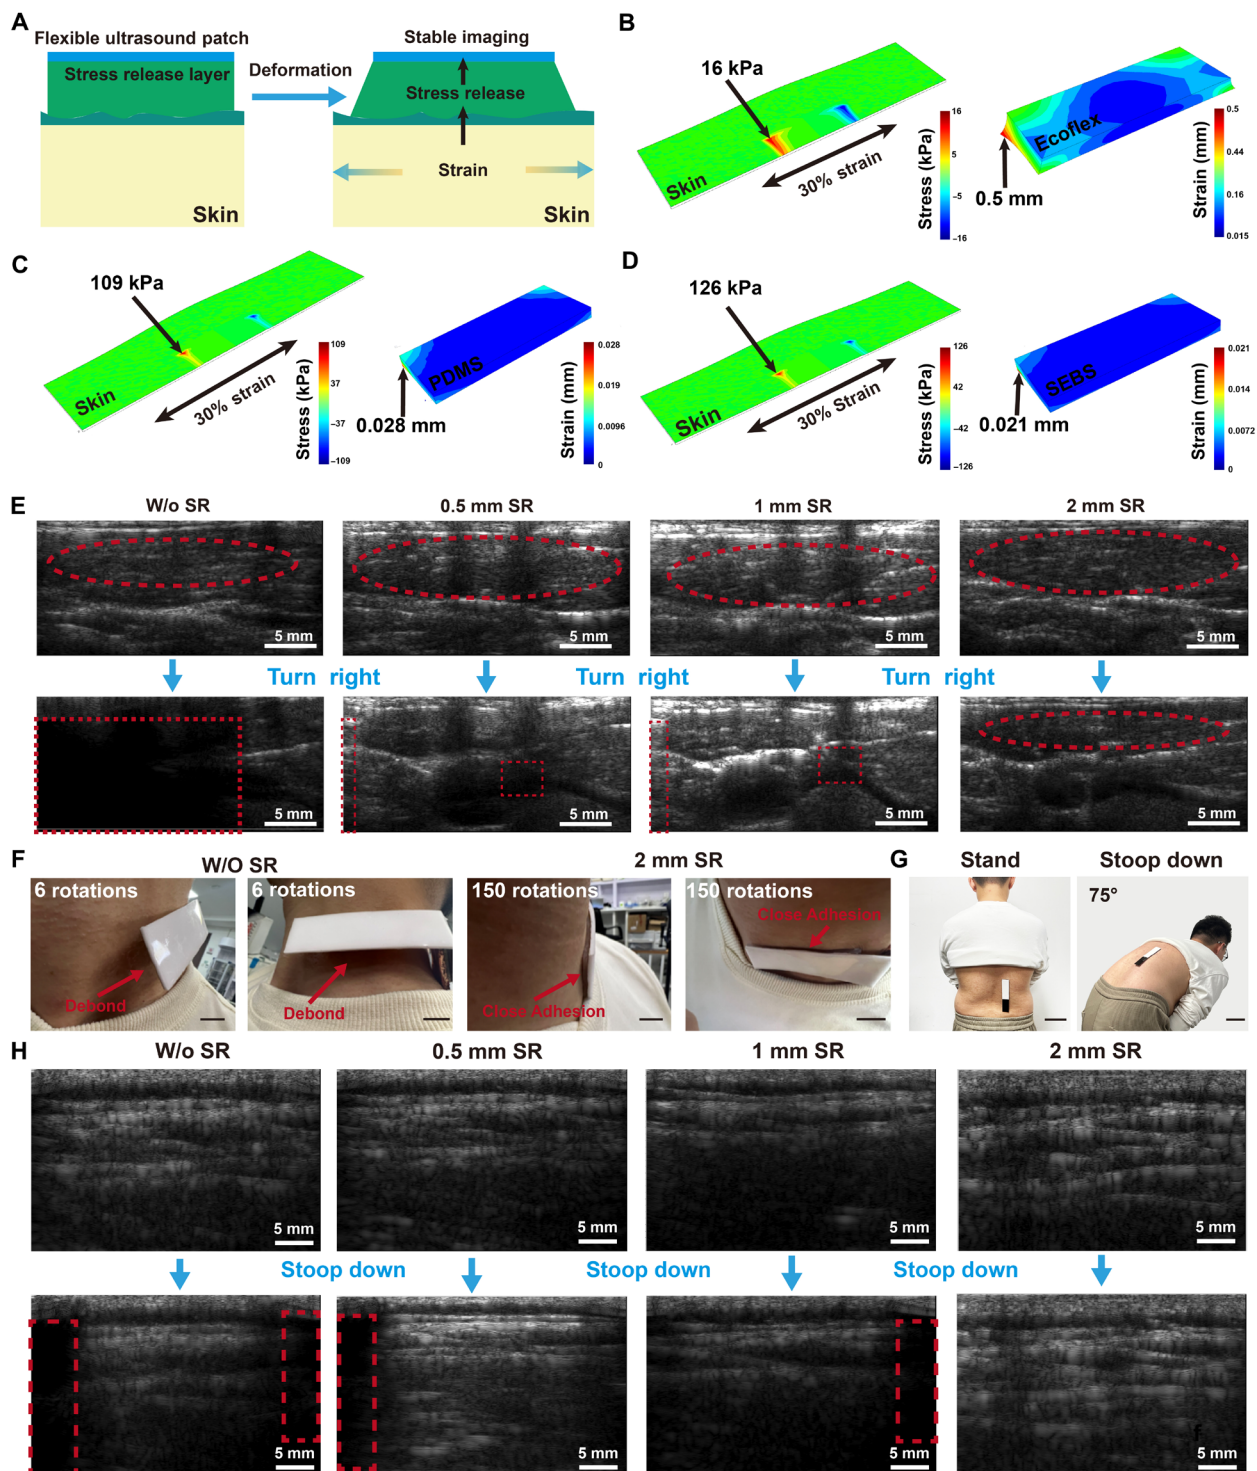 A
Flexible ultrasound patch
Stress release layer
Deformation
Stable imaging
Stress release
Strain
Skin
Skin
B
16 kPa
Skin
30% strain
Stress (kPa)
16
5
−5
−16
Ecoflex
0.5 mm
Strain (mm)
0.5
0.44
0.16
0.015
C
109 kPa
Skin
30% strain
Stress (kPa)
109
37
−37
−109
PDMS
0.028 mm
Strain (mm)
0.028
0.019
0.0096
0
D
126 kPa
Skin
30% Strain
Stress (kPa)
126
42
−42
−126
SEBS
0.021 mm
Strain (mm)
0.021
0.014
0.0072
0
E
W/o SR
0.5 mm SR
1 mm SR
2 mm SR
5 mm
5 mm
5 mm
5 mm
Turn right
Turn right
Turn right
5 mm
5 mm
5 mm
5 mm
F
W/O SR
2 mm SR
6 rotations
Debond
6 rotations
Debond
150 rotations
Close Adhesion
150 rotations
Close Adhesion
G
Stand
Stoop down
75°
H
W/o SR
0.5 mm SR
1 mm SR
2 mm SR
5 mm
5 mm
5 mm
5 mm
Stoop down
Stoop down
Stoop down
5 mm
5 mm
5 mm
f
5 mm